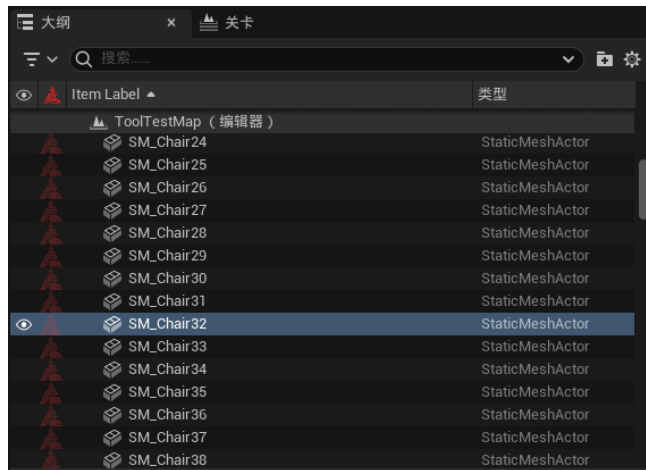 大纲 × 关卡
搜索......
Item Label 类型
ToolTestMap（编辑器）
SM_Chair24 StaticMeshActor
SM_Chair25 StaticMeshActor
SM_Chair26 StaticMeshActor
SM_Chair27 StaticMeshActor
SM_Chair28 StaticMeshActor
SM_Chair29 StaticMeshActor
SM_Chair30 StaticMeshActor
SM_Chair31 StaticMeshActor
SM_Chair32 StaticMeshActor
SM_Chair33 StaticMeshActor
SM_Chair34 StaticMeshActor
SM_Chair35 StaticMeshActor
SM_Chair36 StaticMeshActor
SM_Chair37 StaticMeshActor
SM_Chair38 StaticMeshActor